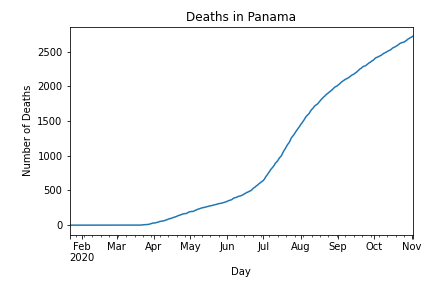 Deaths in Panama
Number of Deaths
2500
2000
1500
1000
500
0
Feb Mar Apr May Jun Jul Aug Sep Oct Nov
2020
Day